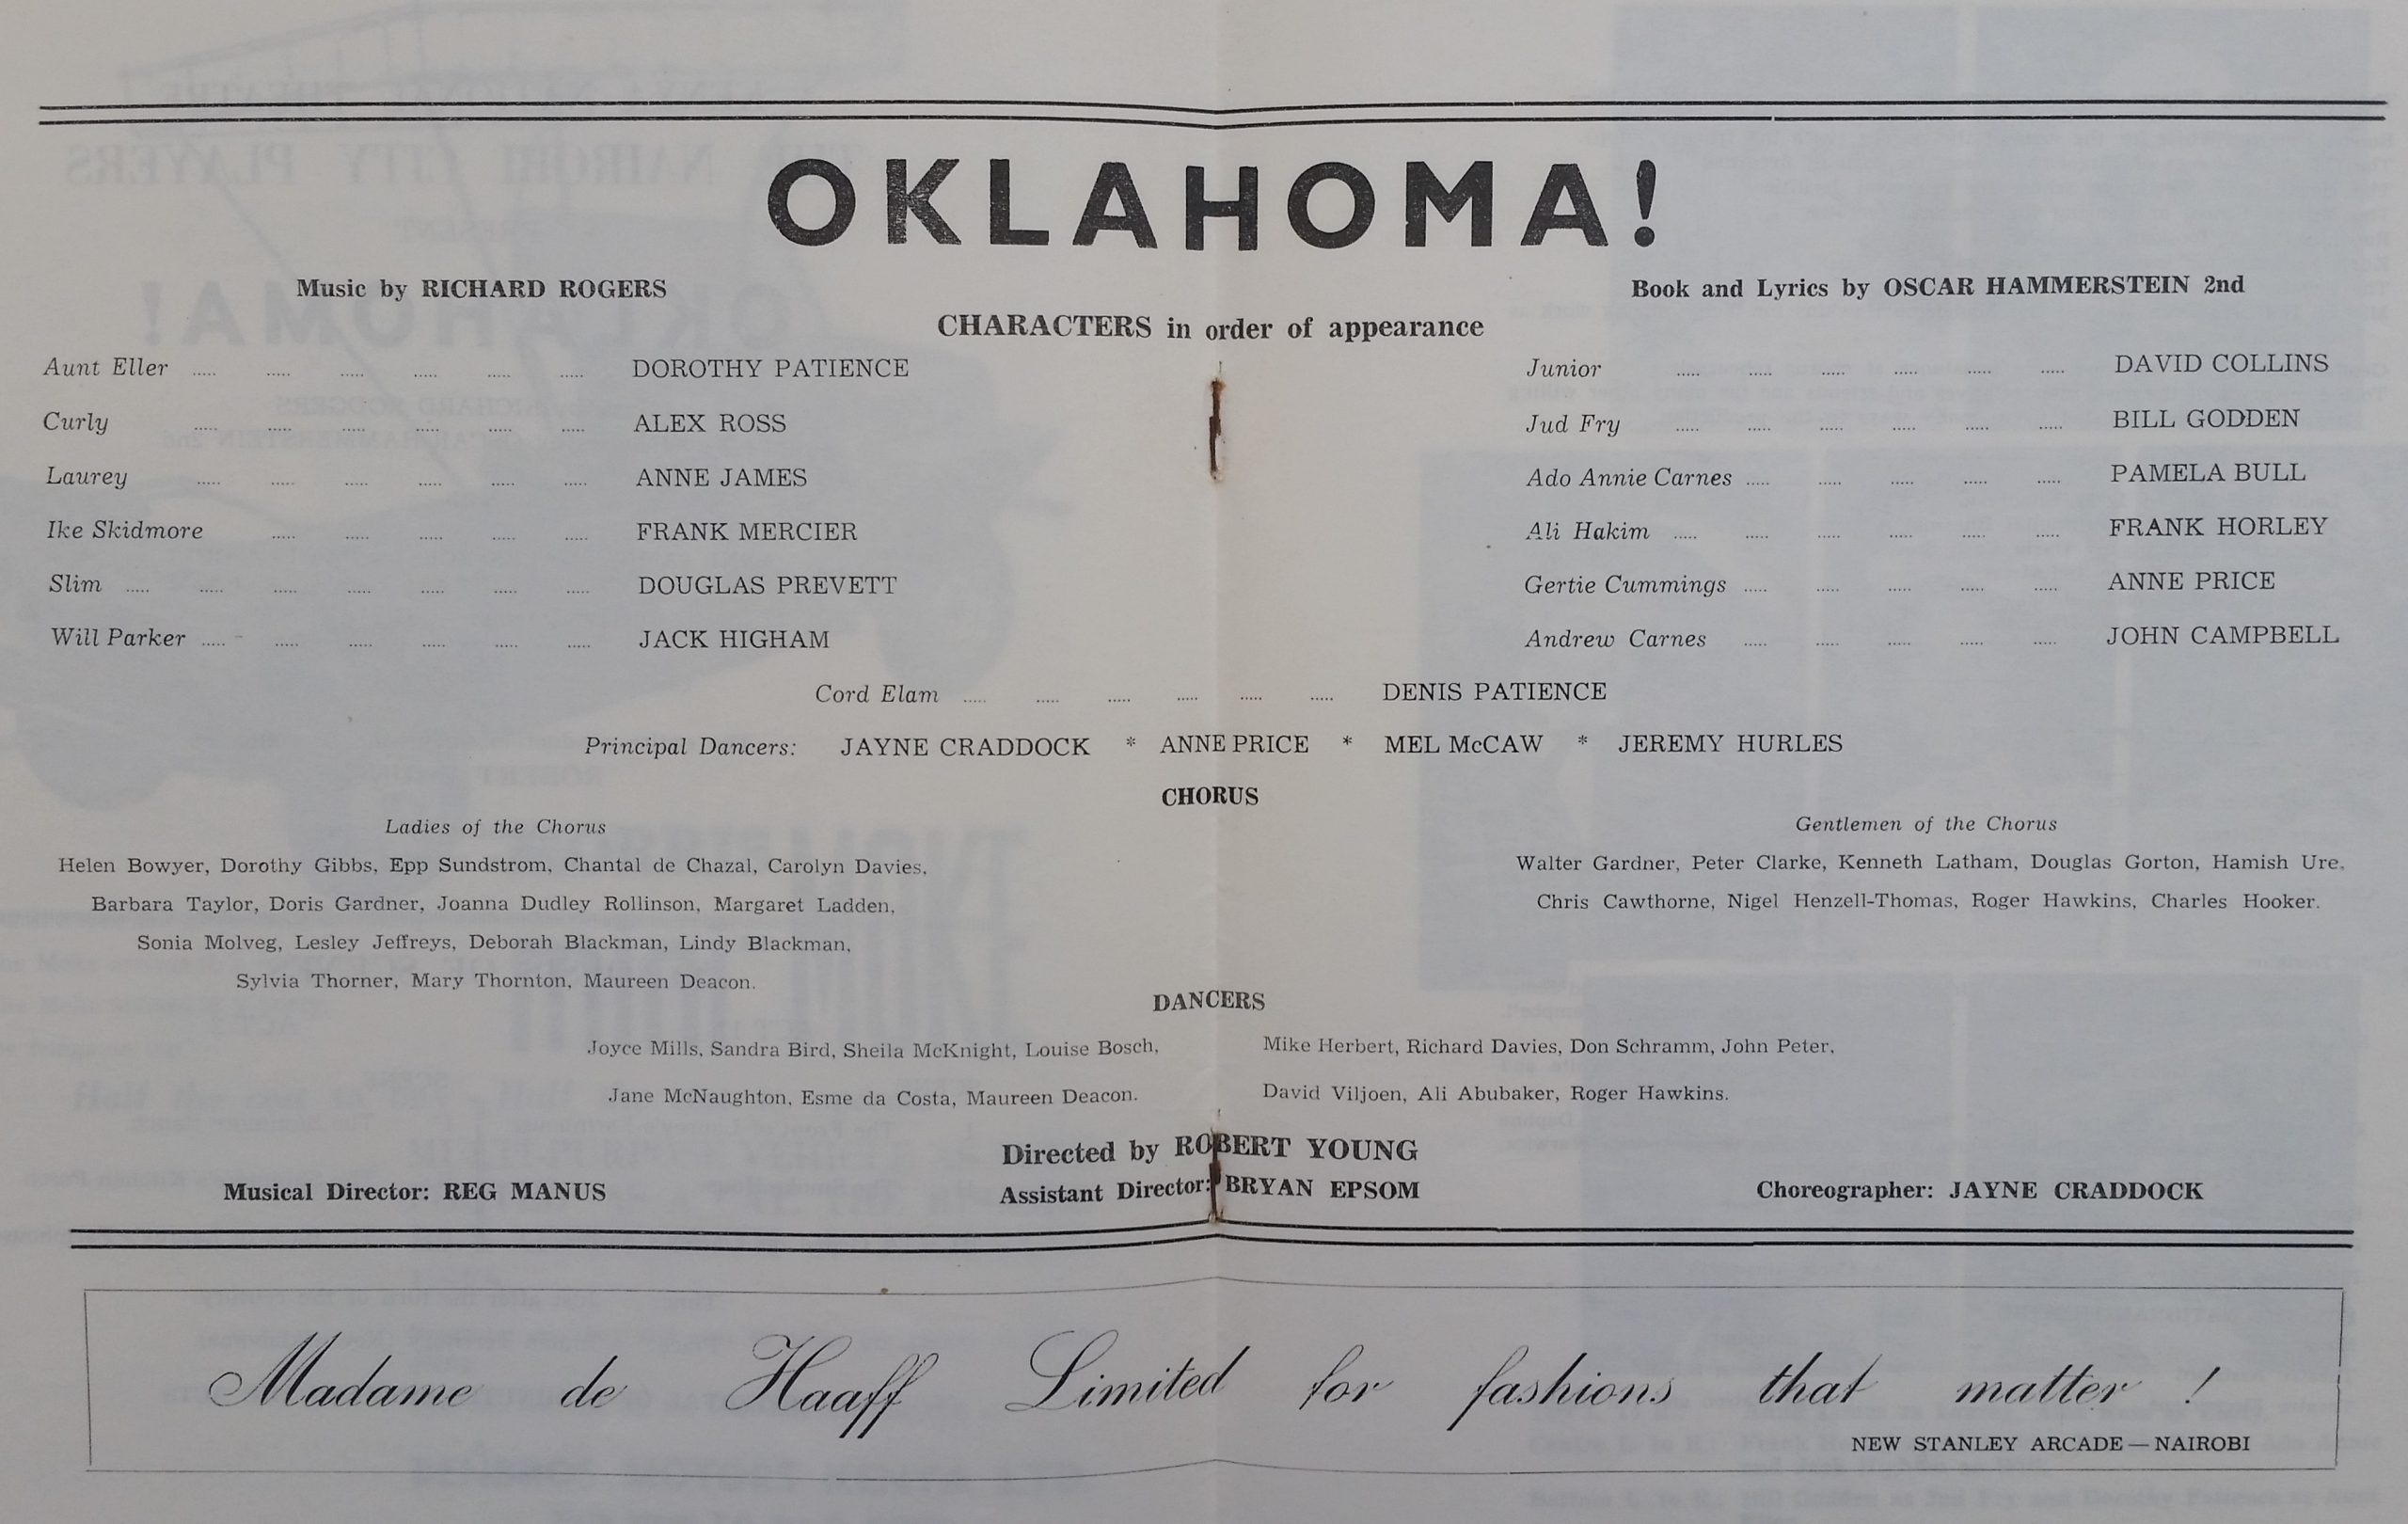 OKLAHOMA!
Music by RICHARD ROGERS
Book and Lyrics by OSCAR HAMMERSTEIN 2nd
CHARACTERS in order of appearance
Aunt Eller ..... ..... ..... ..... ..... ..... DOROTHY PATIENCE
Curly ..... ..... ..... ..... ..... ..... ALEX ROSS
Laurey ..... ..... ..... ..... ..... ..... ANNE JAMES
Ike Skidmore ..... ..... ..... ..... ..... FRANK MERCIER
Slim ..... ..... ..... ..... ..... ..... ..... DOUGLAS PREVETT
Will Parker ..... ..... ..... ..... ..... ..... JACK HIGHAM
Junior ..... ..... ..... ..... ..... ..... DAVID COLLINS
Jud Fry ..... ..... ..... ..... ..... ..... BILL GODDEN
Ado Annie Carnes ..... ..... ..... ..... ..... PAMELA BULL
Ali Hakim ..... ..... ..... ..... ..... ..... FRANK HORLEY
Gertie Cummings ..... ..... ..... ..... ..... ANNE PRICE
Andrew Carnes ..... ..... ..... ..... ..... JOHN CAMPBELL
Cord Elam ..... ..... ..... ..... ..... ..... DENIS PATIENCE
Principal Dancers: JAYNE CRADDOCK * ANNE PRICE * MEL McCAW * JEREMY HURLES
CHORUS
Ladies of the Chorus
Helen Bowyer, Dorothy Gibbs, Epp Sundstrom, Chantal de Chazal, Carolyn Davies,
Barbara Taylor, Doris Gardner, Joanna Dudley Rollinson, Margaret Ladden,
Sonia Molveg, Lesley Jeffreys, Deborah Blackman, Lindy Blackman,
Sylvia Thorner, Mary Thornton, Maureen Deacon.
Gentlemen of the Chorus
Walter Gardner, Peter Clarke, Kenneth Latham, Douglas Gorton, Hamish Ure,
Chris Cawthorne, Nigel Henzell-Thomas, Roger Hawkins, Charles Hooker.
DANCERS
Joyce Mills, Sandra Bird, Sheila McKnight, Louise Bosch,
Jane McNaughton, Esme da Costa, Maureen Deacon.
Mike Herbert, Richard Davies, Don Schramm, John Peter,
David Viljoen, Ali Abubaker, Roger Hawkins.
Directed by ROBERT YOUNG
Musical Director: REG MANUS
Assistant Director: BRYAN EPSOM
Choreographer: JAYNE CRADDOCK
Madame de Haaff Limited for fashions that matter !
NEW STANLEY ARCADE — NAIROBI